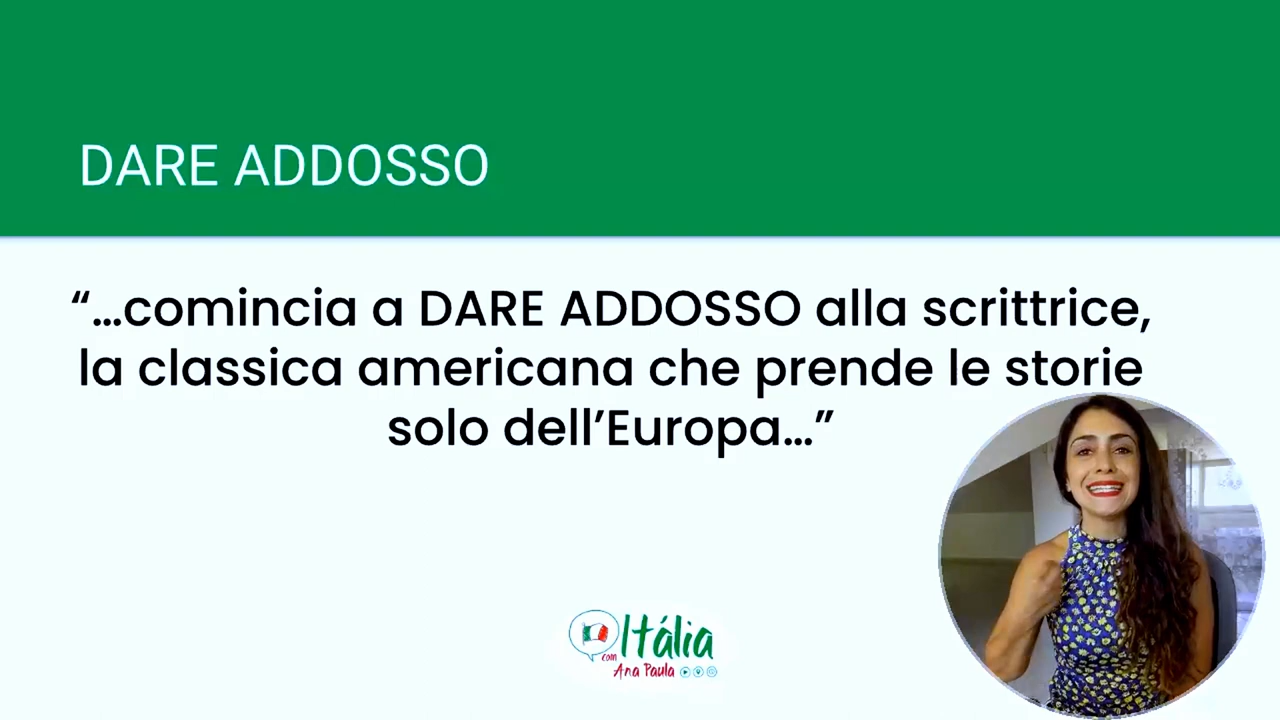 DARE ADDOSSO
“...comincia a DARE ADDOSSO alla scrittrice,
la classica americana che prende le storie
solo dell’Europa...”
Itália
com
Ana Paula